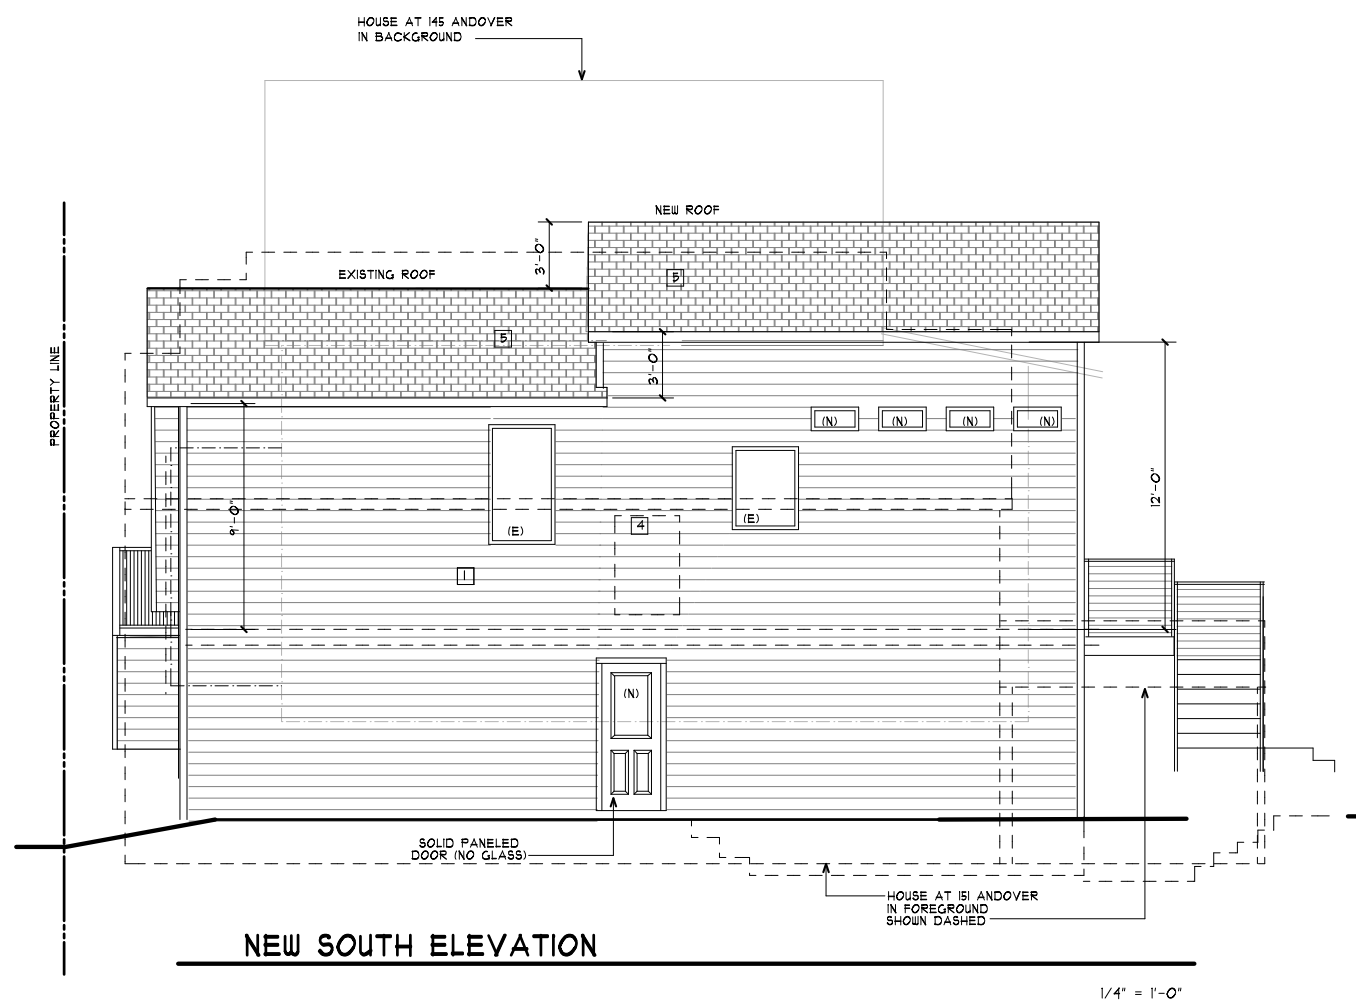 HOUSE AT 145 ANDOVER
IN BACKGROUND
NEW ROOF
3'-0"
EXISTING ROOF
5
5
PROPERTY LINE
3'-0"
(N) (N) (N) (N)
12'-0"
9'-0"
(E)
(E)
4
1
(N)
SOLID PANELED
DOOR (NO GLASS)
HOUSE AT 151 ANDOVER
IN FOREGROUND
SHOWN DASHED
NEW SOUTH ELEVATION
1/4" = 1'-0"